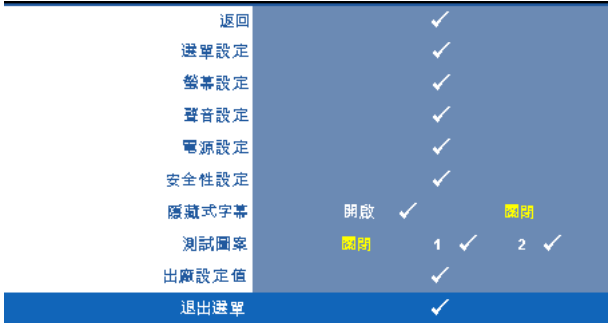 返回 ✓
選單設定 ✓
螢幕設定 ✓
聲音設定 ✓
電源設定 ✓
安全性設定 ✓
隱藏式字幕 開啟 ✓ 關閉
測試圖案 關閉 1 ✓ 2 ✓
出廠設定值 ✓
退出選單 ✓